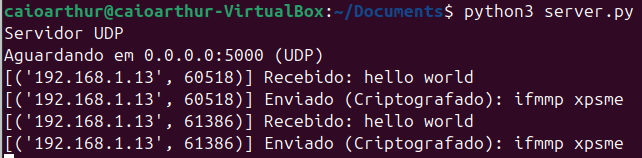 caioarthur@caioarthur-VirtualBox:~/Documents$ python3 server.py
Servidor UDP
Aguardando em 0.0.0.0:5000 (UDP)
[('192.168.1.13', 60518)] Recebido: hello world
[('192.168.1.13', 60518)] Enviado (Criptografado): ifmmp xpsme
[('192.168.1.13', 61386)] Recebido: hello world
[('192.168.1.13', 61386)] Enviado (Criptografado): ifmmp xpsme